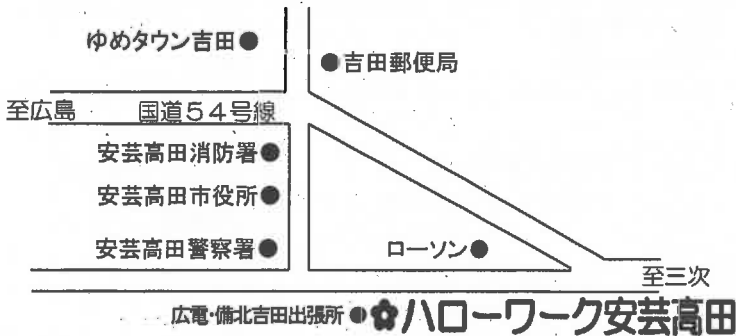 ゆめタウン吉田●
●吉田郵便局
至広島 国道54号線
安芸高田消防署●
安芸高田市役所●
安芸高田警察署●
ローソン●
至三次
広電・備北吉田出張所●
ハローワーク安芸高田